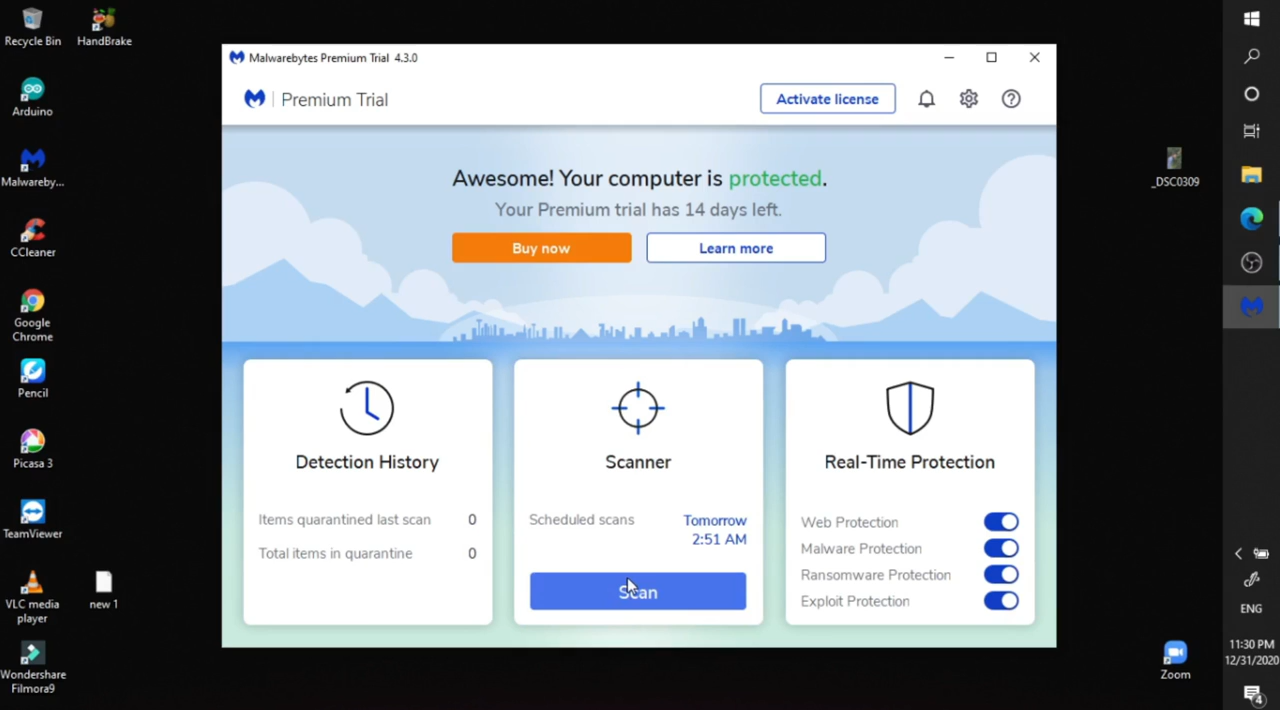 Recycle Bin
HandBrake
Arduino
Malwareby...
CCleaner
Google
Chrome
Pencil
Picasa 3
TeamViewer
VLC media
player
new 1
Wondershare
Filmora9
Malwarebytes Premium Trial 4.3.0
Premium Trial
Activate license
Awesome! Your computer is protected.
Your Premium trial has 14 days left.
Buy now
Learn more
Detection History
Items quarantined last scan 0
Total items in quarantine 0
Scanner
Scheduled scans Tomorrow
2:51 AM
Scan
Real-Time Protection
Web Protection
Malware Protection
Ransomware Protection
Exploit Protection
_DSC0309
Zoom
ENG
11:30 PM
12/31/2020
4